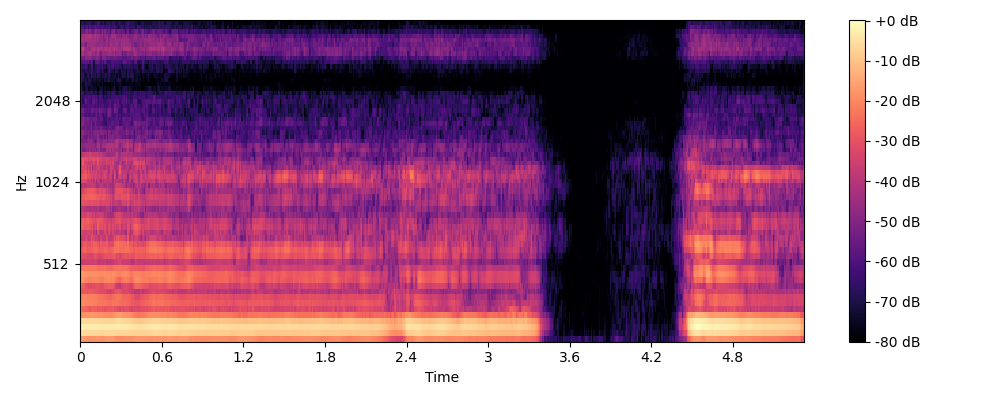 +0 dB
-10 dB
2048
-20 dB
-30 dB
Hz
1024
-40 dB
-50 dB
512
-60 dB
-70 dB
-80 dB
0 0.6 1.2 1.8 2.4 3 3.6 4.2 4.8
Time